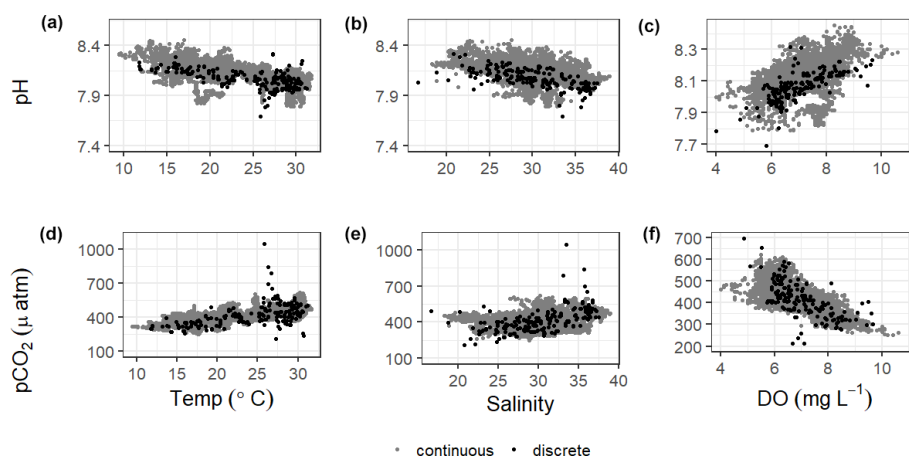 (a) (b) (c)
pH
8.4 7.9 7.4
10 15 20 25 30
8.4 7.9 7.4
20 25 30 35 40
8.3 8.1 7.9 7.7
4 6 8 10
(d) (e) (f)
pCO₂ (μ atm)
1000 700 400 100
10 15 20 25 30
Temp (° C)
1000 700 400 100
20 25 30 35 40
Salinity
700 600 500 400 300 200
4 6 8 10
DO (mg L⁻¹)
continuous discrete